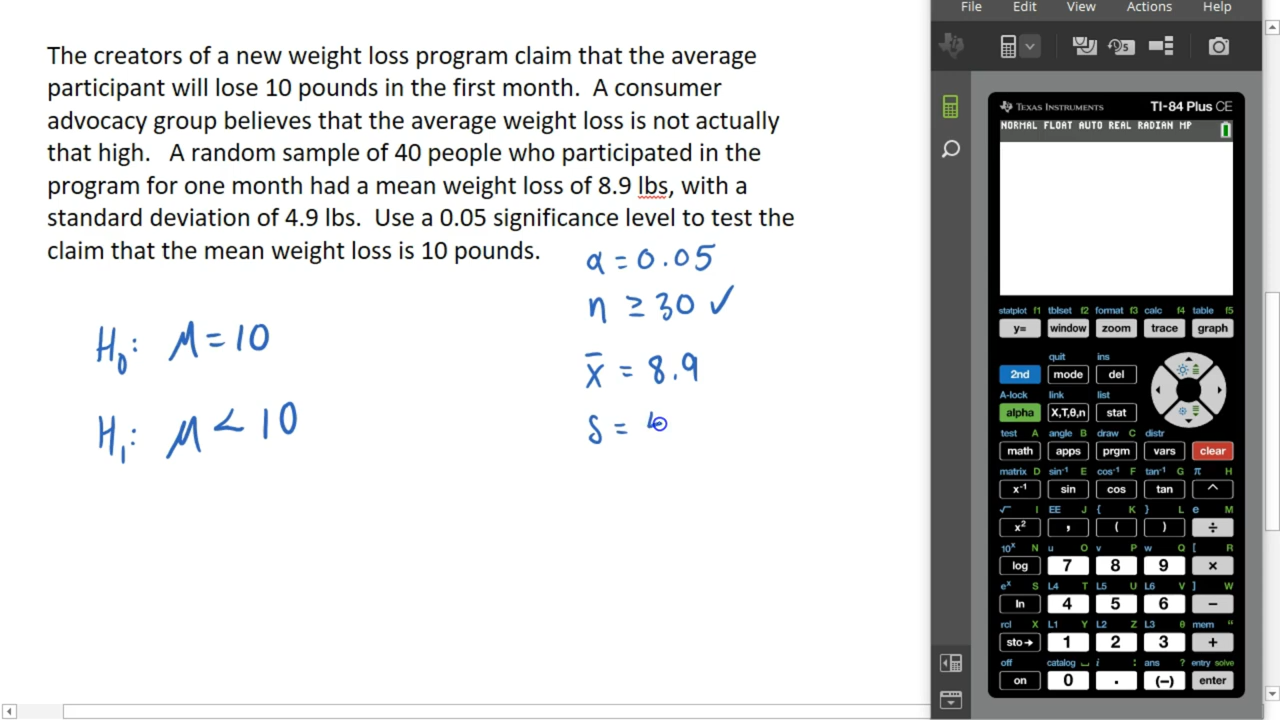 File Edit View Actions Help
The creators of a new weight loss program claim that the average
participant will lose 10 pounds in the first month. A consumer
advocacy group believes that the average weight loss is not actually
that high. A random sample of 40 people who participated in the
program for one month had a mean weight loss of 8.9 lbs, with a
standard deviation of 4.9 lbs. Use a 0.05 significance level to test the
claim that the mean weight loss is 10 pounds.
α = 0.05
n ≥ 30 ✓
x̄ = 8.9
s = 4
H₀: μ = 10
H₁: μ < 10
TEXAS INSTRUMENTS TI-84 Plus CE
NORMAL FLOAT AUTO REAL RADIAN MP
statplot f1 tblset f2 format f3 calc f4 table f5
y= window zoom trace graph
quit ins
2nd mode del
A-lock link list
alpha X,T,θ,n stat
test A angle B draw C distr
math apps prgm vars clear
matrix D sin⁻¹ E cos⁻¹ F tan⁻¹ G π H
x⁻¹ sin cos tan ^
√ I EE J { K } L e M
x² , ( ) ÷
10ˣ N u O v P w Q [ R
log 7 8 9 ×
eˣ S L4 T L5 U L6 V ] W
ln 4 5 6 −
rcl X L1 Y L2 Z L3 θ mem "
sto→ 1 2 3 +
off catalog i : ans ? entry solve
on 0 . (−) enter